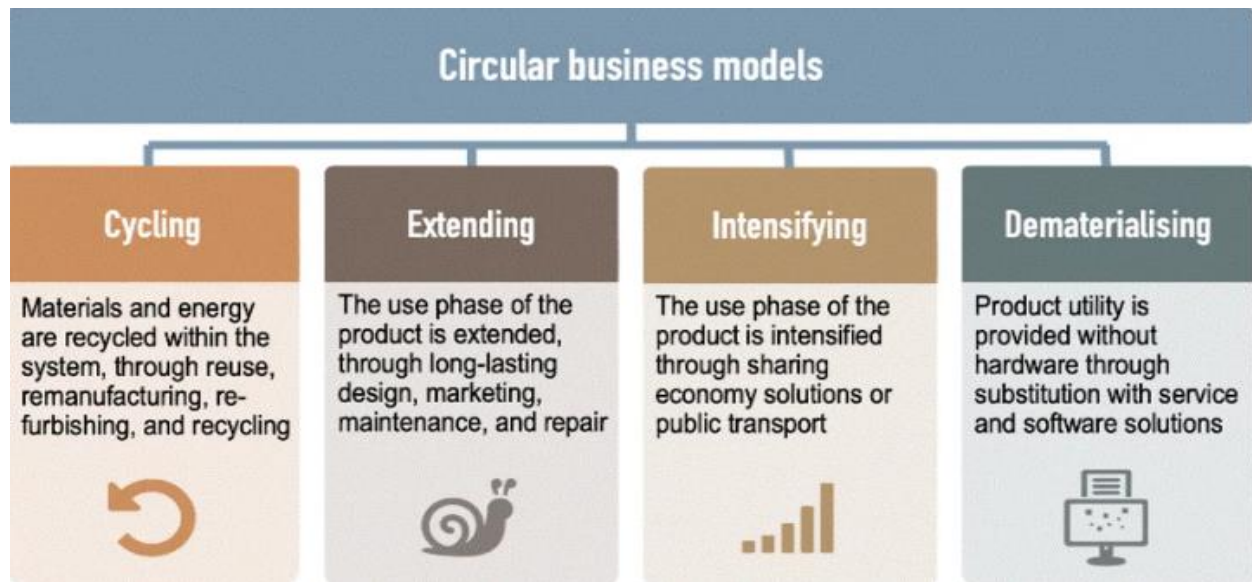 Circular business models
Cycling
Materials and energy
are recycled within the
system, through reuse,
remanufacturing, re-
furbishing, and recycling
Extending
The use phase of the
product is extended,
through long-lasting
design, marketing,
maintenance, and repair
Intensifying
The use phase of the
product is intensified
through sharing
economy solutions or
public transport
Dematerialising
Product utility is
provided without
hardware through
substitution with service
and software solutions